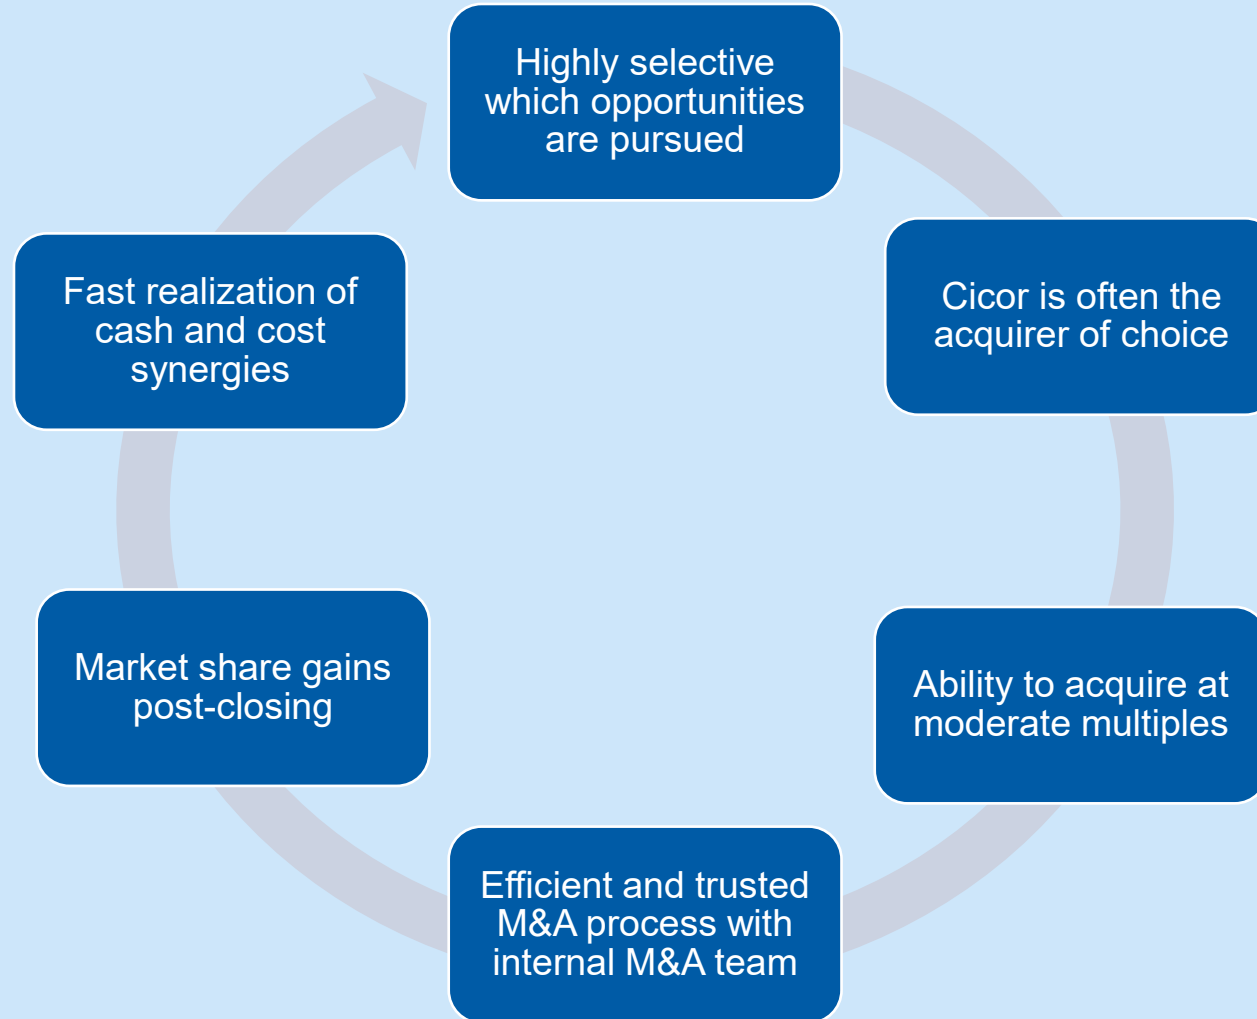 Highly selective
which opportunities
are pursued
Cicor is often the
acquirer of choice
Ability to acquire at
moderate multiples
Efficient and trusted
M&A process with
internal M&A team
Market share gains
post-closing
Fast realization of
cash and cost
synergies